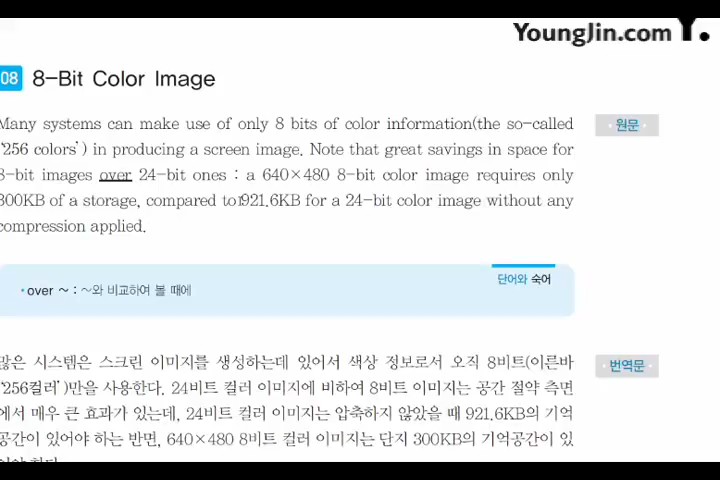 YoungJin.com Y.
08 8-Bit Color Image
Many systems can make use of only 8 bits of color information(the so-called
원문
‘256 colors’) in producing a screen image. Note that great savings in space for
8-bit images over 24-bit ones : a 640×480 8-bit color image requires only
300KB of a storage, compared to 921.6KB for a 24-bit color image without any
compression applied.
단어와 숙어
• over ~ : ~와 비교하여 볼 때에
많은 시스템은 스크린 이미지를 생성하는데 있어서 색상 정보로서 오직 8비트(이른바
번역문
‘256컬러’)만을 사용한다. 24비트 컬러 이미지에 비하여 8비트 이미지는 공간 절약 측면
에서 매우 큰 효과가 있는데, 24비트 컬러 이미지는 압축하지 않았을 때 921.6KB의 기억
공간이 있어야 하는 반면, 640×480 8비트 컬러 이미지는 단지 300KB의 기억공간이 있